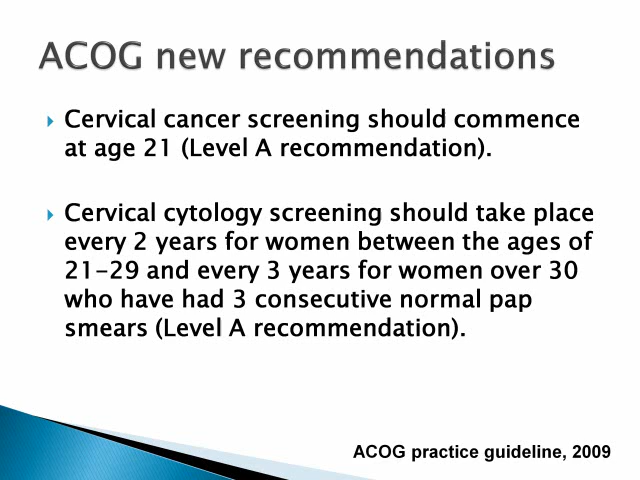 ACOG new recommendations
Cervical cancer screening should commence
at age 21 (Level A recommendation).
Cervical cytology screening should take place
every 2 years for women between the ages of
21-29 and every 3 years for women over 30
who have had 3 consecutive normal pap
smears (Level A recommendation).
ACOG practice guideline, 2009